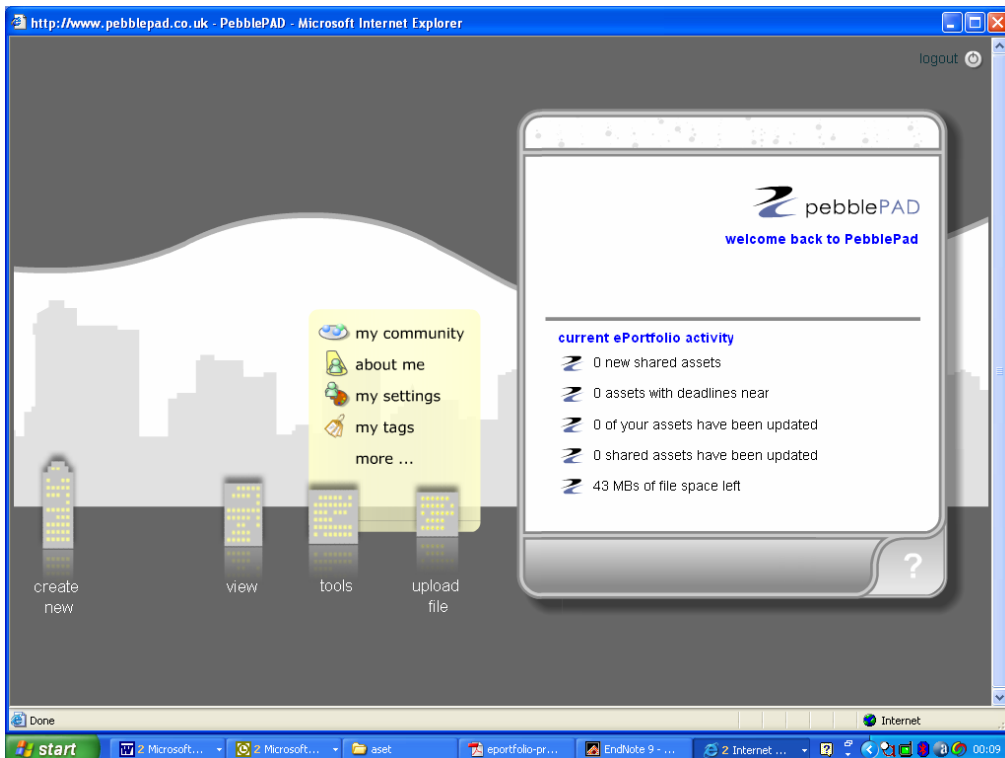 http://www.pebblepad.co.uk - PebblePAD - Microsoft Internet Explorer
logout
pebblePAD
welcome back to PebblePad
current ePortfolio activity
0 new shared assets
0 assets with deadlines near
0 of your assets have been updated
0 shared assets have been updated
43 MBs of file space left
?
my community
about me
my settings
my tags
more ...
create
new
view
tools
upload
file
Done
Internet
start
2 Microsoft...
2 Microsoft...
aset
eportfolio-pr...
EndNote 9 - ...
2 Internet ...
00:09